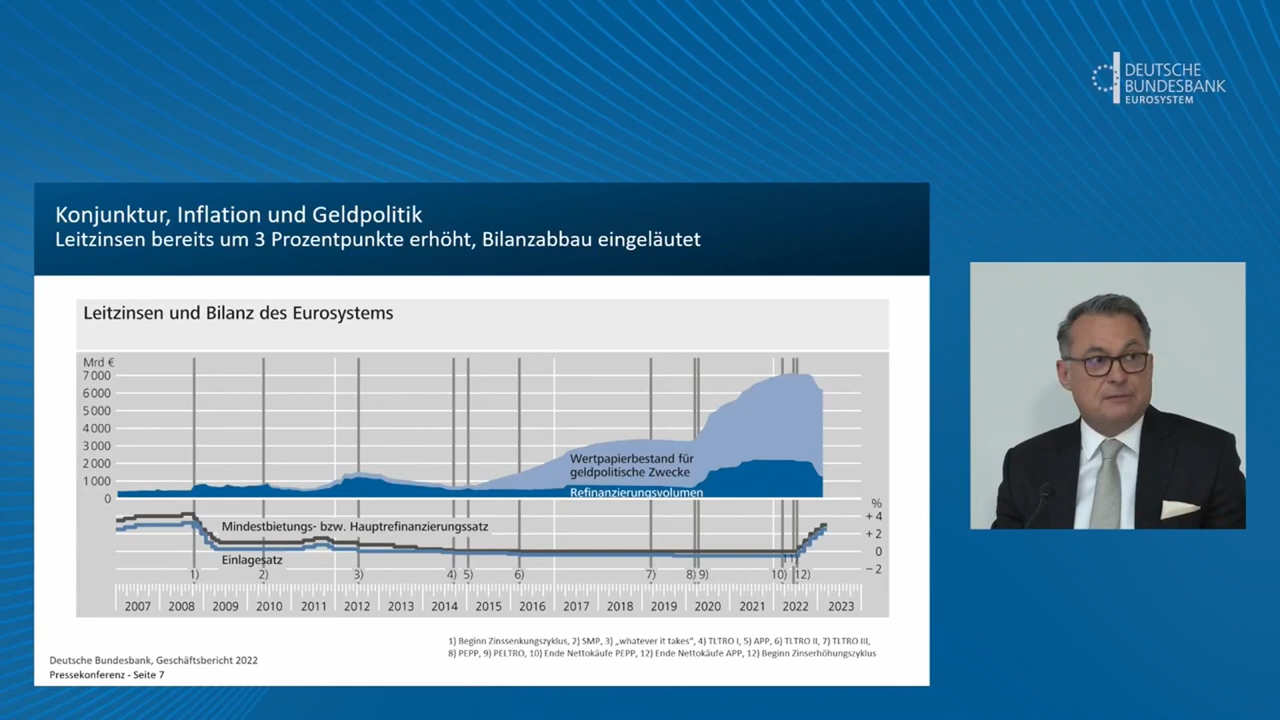 DEUTSCHE
BUNDESBANK
EUROSYSTEM
Konjunktur, Inflation und Geldpolitik
Leitzinsen bereits um 3 Prozentpunkte erhöht, Bilanzabbau eingeläutet
Leitzinsen und Bilanz des Eurosystems
Mrd €
7 000
6 000
5 000
4 000
3 000
2 000
1 000
0
Wertpapierbestand für
geldpolitische Zwecke
Refinanzierungsvolumen
%
+ 4
+ 2
0
− 2
Mindestbietungs- bzw. Hauptrefinanzierungssatz
Einlagesatz
1) 2) 3) 4) 5) 6) 7) 8) 9) 10) 11) 12)
2007 2008 2009 2010 2011 2012 2013 2014 2015 2016 2017 2018 2019 2020 2021 2022 2023
1) Beginn Zinssenkungszyklus, 2) SMP, 3) „whatever it takes“, 4) TLTRO I, 5) APP, 6) TLTRO II, 7) TLTRO III,
8) PEPP, 9) PELTRO, 10) Ende Nettokäufe PEPP, 12) Ende Nettokäufe APP, 12) Beginn Zinserhöhungszyklus
Deutsche Bundesbank, Geschäftsbericht 2022
Pressekonferenz - Seite 7